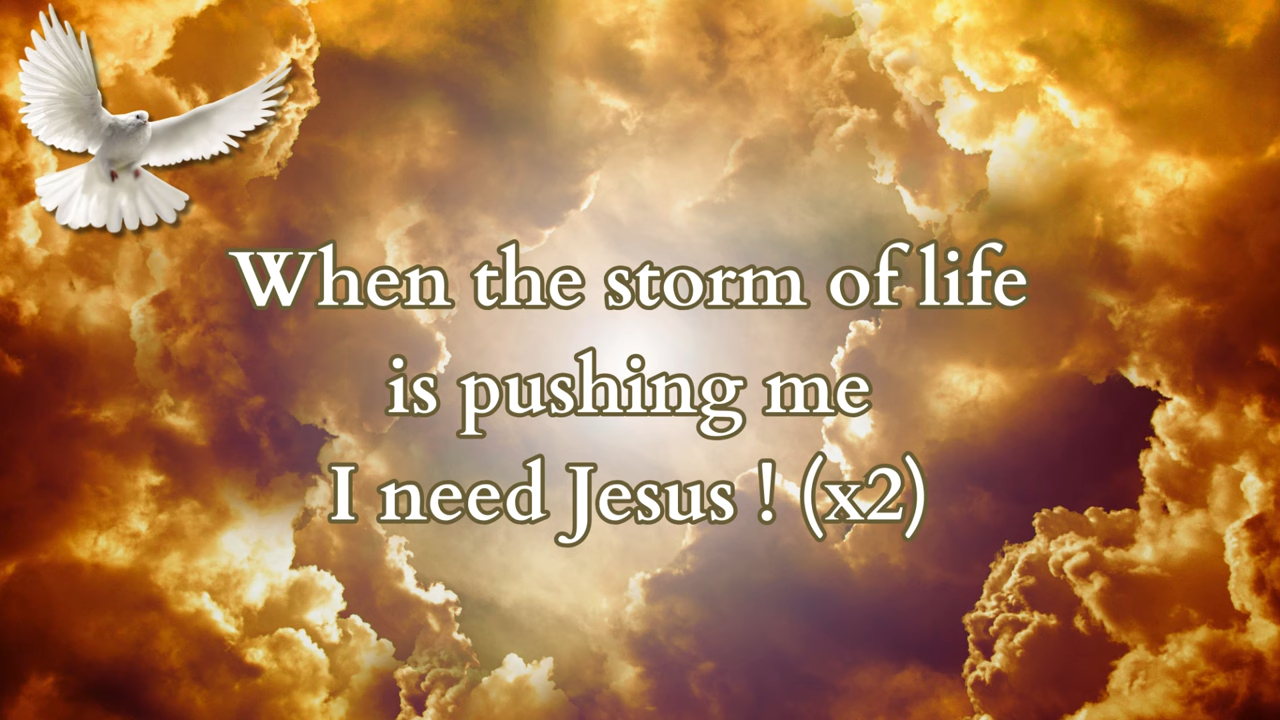 When the storm of life
is pushing me
I need Jesus ! (x2)